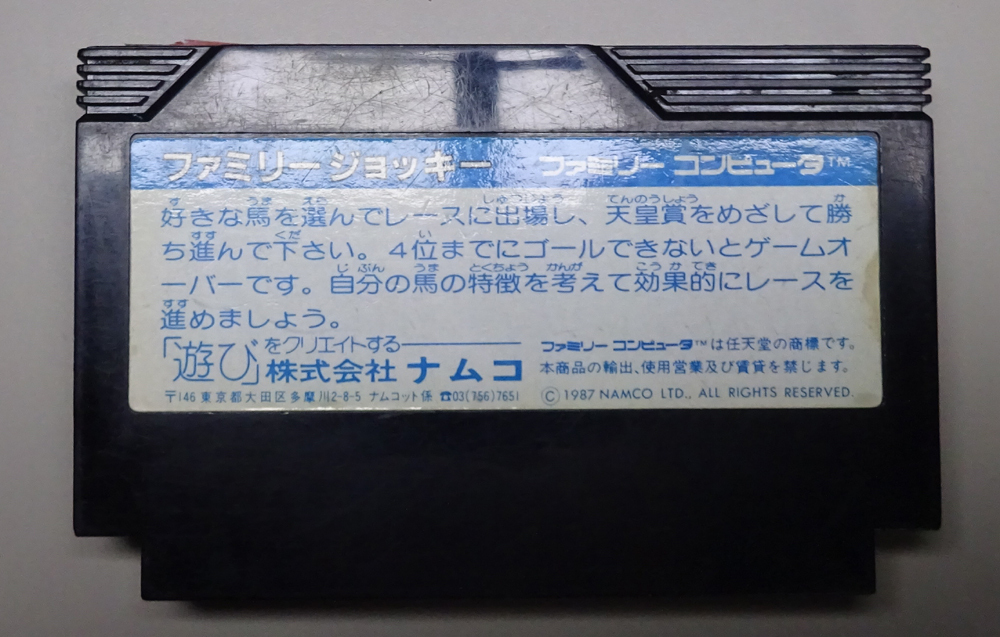 ファミリージョッキー ファミリー コンピュータ™
好きな馬を選んでレースに出場し、天皇賞をめざして勝
ち進んで下さい。4位までにゴールできないとゲームオ
ーバーです。自分の馬の特徴を考えて効果的にレースを
進めましょう。
「遊び」をクリエイトする
株式会社 ナムコ
〒146 東京都大田区多摩川2-8-5 ナムコット係 ☎03(756)7651
ファミリー コンピュータ™は任天堂の商標です。
本商品の輸出、使用営業及び賃貸を禁じます。
©1987 NAMCO LTD., ALL RIGHTS RESERVED.